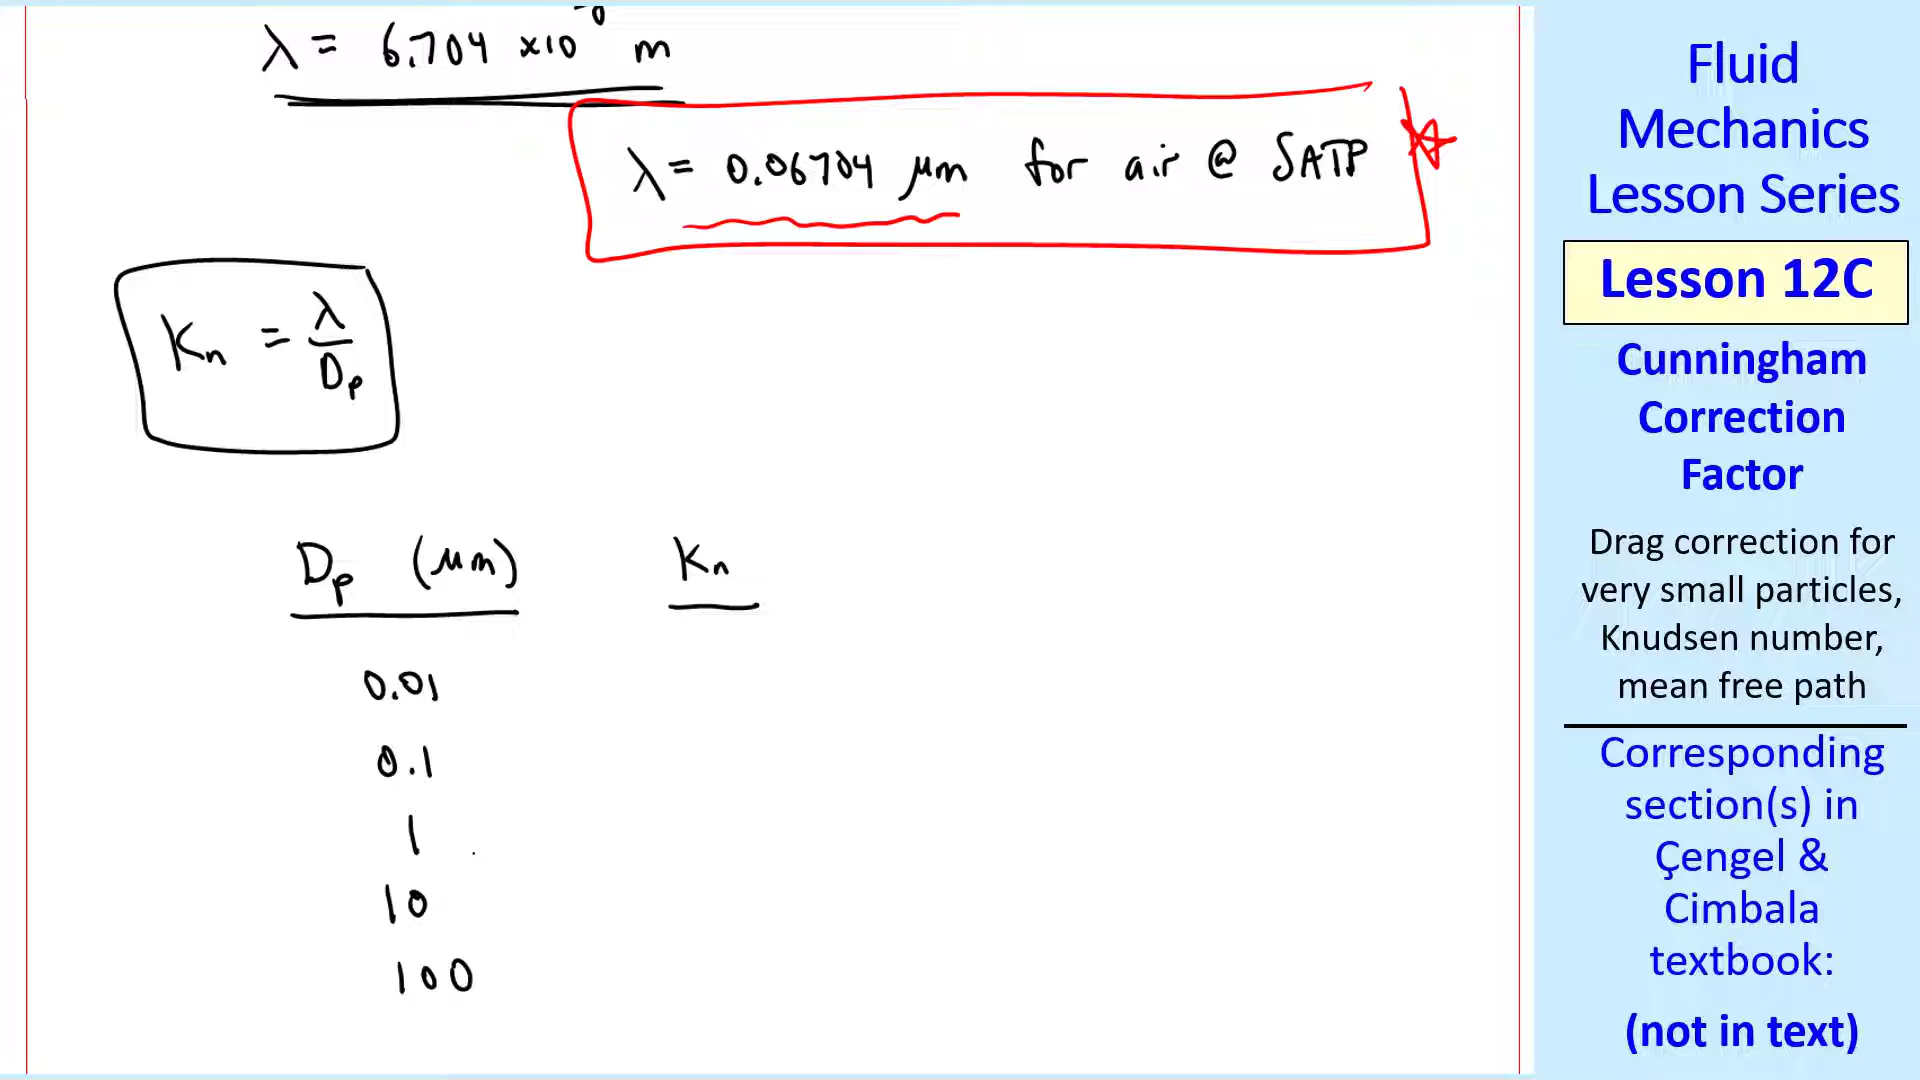 λ = 6.704 ×10⁻⁸ m
λ = 0.06704 μm for air @ SATP
Kn = λ/Dp
Dp (μm) Kn
0.01
0.1
1
10
100
Fluid
Mechanics
Lesson Series
Lesson 12C
Cunningham
Correction
Factor
Drag correction for
very small particles,
Knudsen number,
mean free path
Corresponding
section(s) in
Çengel &
Cimbala
textbook:
(not in text)